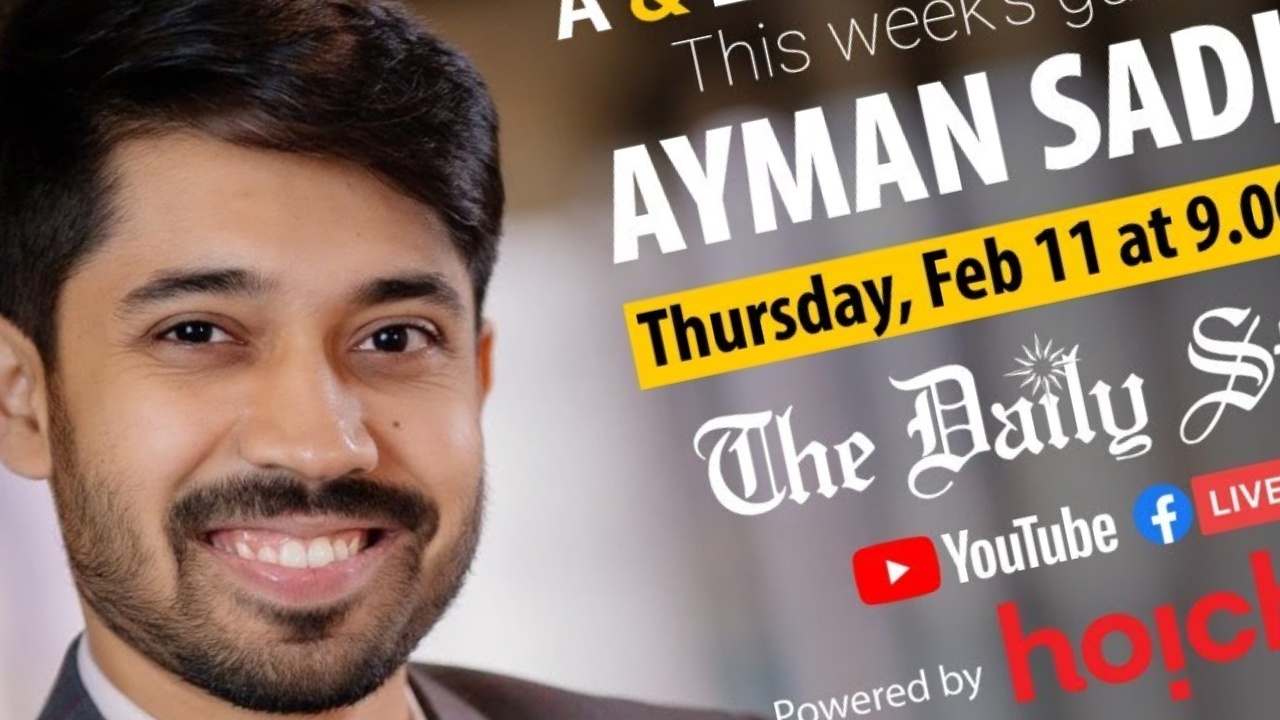 A &
This week's
AYMAN
Thursday, Feb 11 at
The Daily
YouTube
LIVE
Powered by